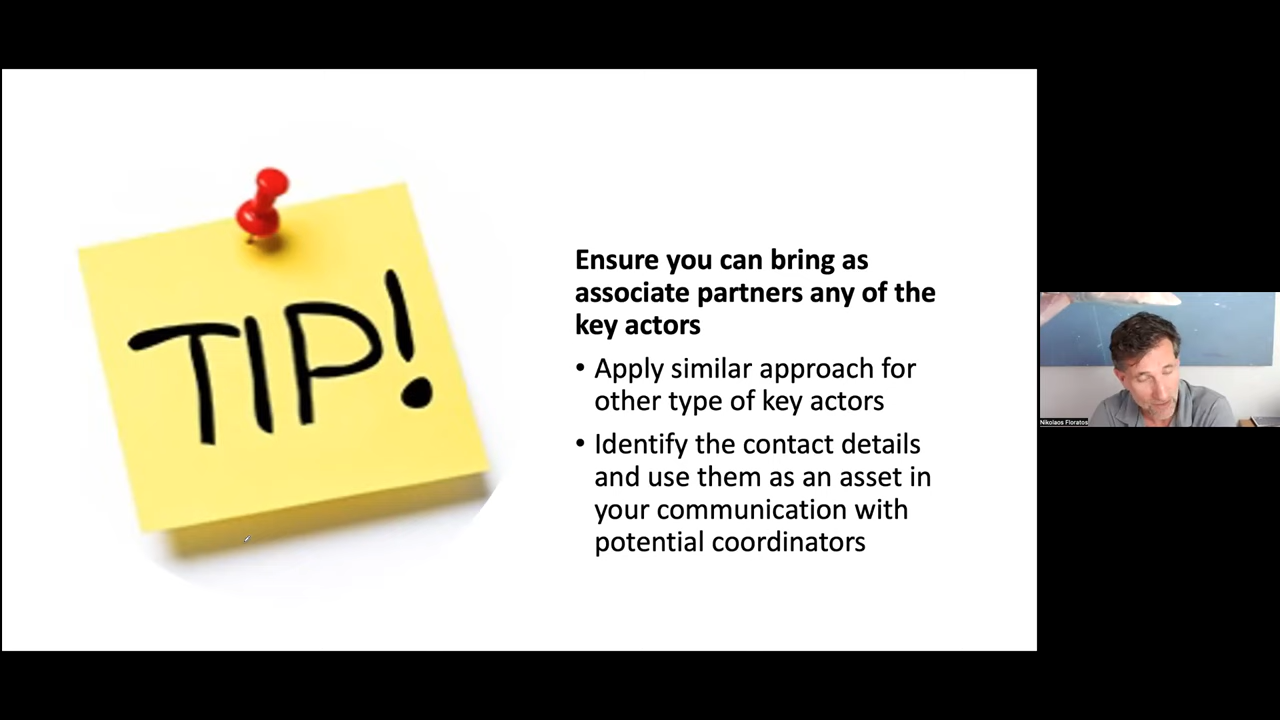 TIP!
Ensure you can bring as
associate partners any of the
key actors
• Apply similar approach for
other type of key actors
• Identify the contact details
and use them as an asset in
your communication with
potential coordinators
Nikolaos Floratos